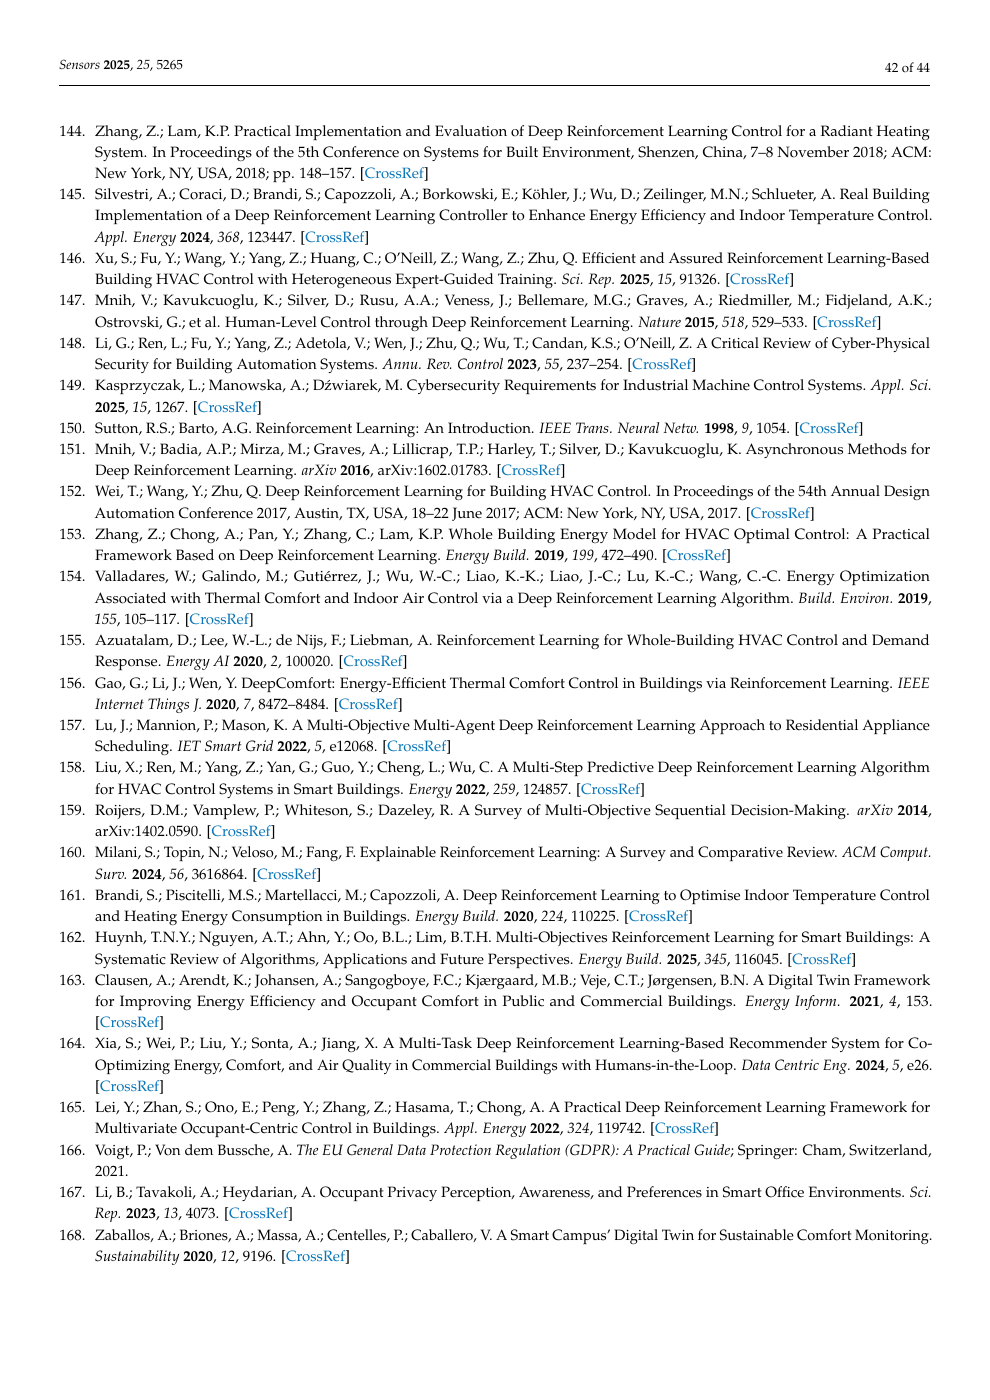 Sensors 2025, 25, 5265
42 of 44
144. Zhang, Z.; Lam, K.P. Practical Implementation and Evaluation of Deep Reinforcement Learning Control for a Radiant Heating
System. In Proceedings of the 5th Conference on Systems for Built Environment, Shenzen, China, 7–8 November 2018; ACM:
New York, NY, USA, 2018; pp. 148–157. [CrossRef]
145. Silvestri, A.; Coraci, D.; Brandi, S.; Capozzoli, A.; Borkowski, E.; Köhler, J.; Wu, D.; Zeilinger, M.N.; Schlueter, A. Real Building
Implementation of a Deep Reinforcement Learning Controller to Enhance Energy Efficiency and Indoor Temperature Control.
Appl. Energy 2024, 368, 123447. [CrossRef]
146. Xu, S.; Fu, Y.; Wang, Y.; Yang, Z.; Huang, C.; O'Neill, Z.; Wang, Z.; Zhu, Q. Efficient and Assured Reinforcement Learning-Based
Building HVAC Control with Heterogeneous Expert-Guided Training. Sci. Rep. 2025, 15, 91326. [CrossRef]
147. Mnih, V.; Kavukcuoglu, K.; Silver, D.; Rusu, A.A.; Veness, J.; Bellemare, M.G.; Graves, A.; Riedmiller, M.; Fidjeland, A.K.;
Ostrovski, G.; et al. Human-Level Control through Deep Reinforcement Learning. Nature 2015, 518, 529–533. [CrossRef]
148. Li, G.; Ren, L.; Fu, Y.; Yang, Z.; Adetola, V.; Wen, J.; Zhu, Q.; Wu, T.; Candan, K.S.; O'Neill, Z. A Critical Review of Cyber-Physical
Security for Building Automation Systems. Annu. Rev. Control 2023, 55, 237–254. [CrossRef]
149. Kasprzyczak, L.; Manowska, A.; Dźwiarek, M. Cybersecurity Requirements for Industrial Machine Control Systems. Appl. Sci.
2025, 15, 1267. [CrossRef]
150. Sutton, R.S.; Barto, A.G. Reinforcement Learning: An Introduction. IEEE Trans. Neural Netw. 1998, 9, 1054. [CrossRef]
151. Mnih, V.; Badia, A.P.; Mirza, M.; Graves, A.; Lillicrap, T.P.; Harley, T.; Silver, D.; Kavukcuoglu, K. Asynchronous Methods for
Deep Reinforcement Learning. arXiv 2016, arXiv:1602.01783. [CrossRef]
152. Wei, T.; Wang, Y.; Zhu, Q. Deep Reinforcement Learning for Building HVAC Control. In Proceedings of the 54th Annual Design
Automation Conference 2017, Austin, TX, USA, 18–22 June 2017; ACM: New York, NY, USA, 2017. [CrossRef]
153. Zhang, Z.; Chong, A.; Pan, Y.; Zhang, C.; Lam, K.P. Whole Building Energy Model for HVAC Optimal Control: A Practical
Framework Based on Deep Reinforcement Learning. Energy Build. 2019, 199, 472–490. [CrossRef]
154. Valladares, W.; Galindo, M.; Gutiérrez, J.; Wu, W.-C.; Liao, K.-K.; Liao, J.-C.; Lu, K.-C.; Wang, C.-C. Energy Optimization
Associated with Thermal Comfort and Indoor Air Control via a Deep Reinforcement Learning Algorithm. Build. Environ. 2019,
155, 105–117. [CrossRef]
155. Azuatalam, D.; Lee, W.-L.; de Nijs, F.; Liebman, A. Reinforcement Learning for Whole-Building HVAC Control and Demand
Response. Energy AI 2020, 2, 100020. [CrossRef]
156. Gao, G.; Li, J.; Wen, Y. DeepComfort: Energy-Efficient Thermal Comfort Control in Buildings via Reinforcement Learning. IEEE
Internet Things J. 2020, 7, 8472–8484. [CrossRef]
157. Lu, J.; Mannion, P.; Mason, K. A Multi-Objective Multi-Agent Deep Reinforcement Learning Approach to Residential Appliance
Scheduling. IET Smart Grid 2022, 5, e12068. [CrossRef]
158. Liu, X.; Ren, M.; Yang, Z.; Yan, G.; Guo, Y.; Cheng, L.; Wu, C. A Multi-Step Predictive Deep Reinforcement Learning Algorithm
for HVAC Control Systems in Smart Buildings. Energy 2022, 259, 124857. [CrossRef]
159. Roijers, D.M.; Vamplew, P.; Whiteson, S.; Dazeley, R. A Survey of Multi-Objective Sequential Decision-Making. arXiv 2014,
arXiv:1402.0590. [CrossRef]
160. Milani, S.; Topin, N.; Veloso, M.; Fang, F. Explainable Reinforcement Learning: A Survey and Comparative Review. ACM Comput.
Surv. 2024, 56, 3616864. [CrossRef]
161. Brandi, S.; Piscitelli, M.S.; Martellacci, M.; Capozzoli, A. Deep Reinforcement Learning to Optimise Indoor Temperature Control
and Heating Energy Consumption in Buildings. Energy Build. 2020, 224, 110225. [CrossRef]
162. Huynh, T.N.Y.; Nguyen, A.T.; Ahn, Y.; Oo, B.L.; Lim, B.T.H. Multi-Objectives Reinforcement Learning for Smart Buildings: A
Systematic Review of Algorithms, Applications and Future Perspectives. Energy Build. 2025, 345, 116045. [CrossRef]
163. Clausen, A.; Arendt, K.; Johansen, A.; Sangogboye, F.C.; Kjærgaard, M.B.; Veje, C.T.; Jørgensen, B.N. A Digital Twin Framework
for Improving Energy Efficiency and Occupant Comfort in Public and Commercial Buildings. Energy Inform. 2021, 4, 153.
[CrossRef]
164. Xia, S.; Wei, P.; Liu, Y.; Sonta, A.; Jiang, X. A Multi-Task Deep Reinforcement Learning-Based Recommender System for Co-
Optimizing Energy, Comfort, and Air Quality in Commercial Buildings with Humans-in-the-Loop. Data Centric Eng. 2024, 5, e26.
[CrossRef]
165. Lei, Y.; Zhan, S.; Ono, E.; Peng, Y.; Zhang, Z.; Hasama, T.; Chong, A. A Practical Deep Reinforcement Learning Framework for
Multivariate Occupant-Centric Control in Buildings. Appl. Energy 2022, 324, 119742. [CrossRef]
166. Voigt, P.; Von dem Bussche, A. The EU General Data Protection Regulation (GDPR): A Practical Guide; Springer: Cham, Switzerland,
2021.
167. Li, B.; Tavakoli, A.; Heydarian, A. Occupant Privacy Perception, Awareness, and Preferences in Smart Office Environments. Sci.
Rep. 2023, 13, 4073. [CrossRef]
168. Zaballos, A.; Briones, A.; Massa, A.; Centelles, P.; Caballero, V. A Smart Campus' Digital Twin for Sustainable Comfort Monitoring.
Sustainability 2020, 12, 9196. [CrossRef]